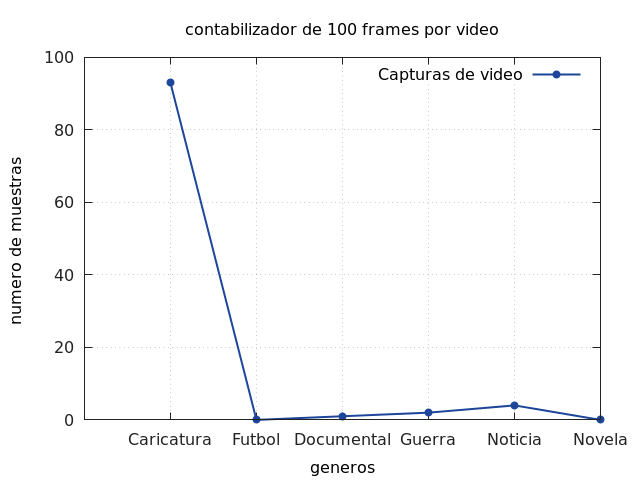 contabilizador de 100 frames por video
Capturas de video
numero de muestras
100
80
60
40
20
0
Caricatura Futbol Documental Guerra Noticia Novela
generos